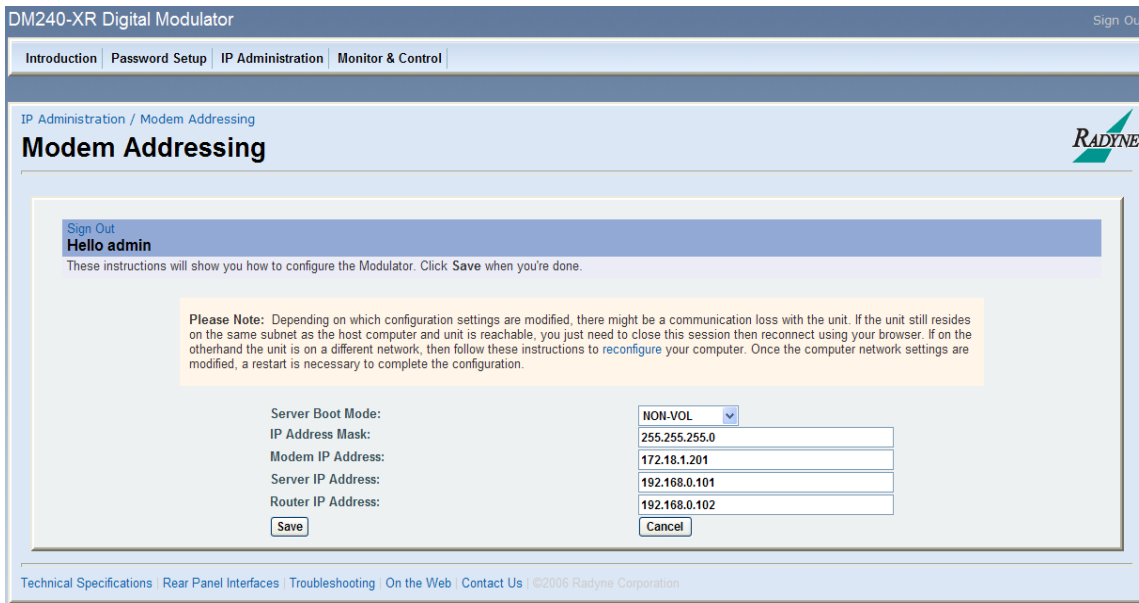 DM240-XR Digital Modulator
Sign Ou
Introduction Password Setup IP Administration Monitor & Control
IP Administration / Modem Addressing
Modem Addressing
RADYNE
Sign Out
Hello admin
These instructions will show you how to configure the Modulator. Click Save when you're done.
Please Note: Depending on which configuration settings are modified, there might be a communication loss with the unit. If the unit still resides
on the same subnet as the host computer and unit is reachable, you just need to close this session then reconnect using your browser. If on the
otherhand the unit is on a different network, then follow these instructions to reconfigure your computer. Once the computer network settings are
modified, a restart is necessary to complete the configuration.
Server Boot Mode: NON-VOL
IP Address Mask: 255.255.255.0
Modem IP Address: 172.18.1.201
Server IP Address: 192.168.0.101
Router IP Address: 192.168.0.102
Save Cancel
Technical Specifications | Rear Panel Interfaces | Troubleshooting | On the Web | Contact Us | ©2006 Radyne Corporation